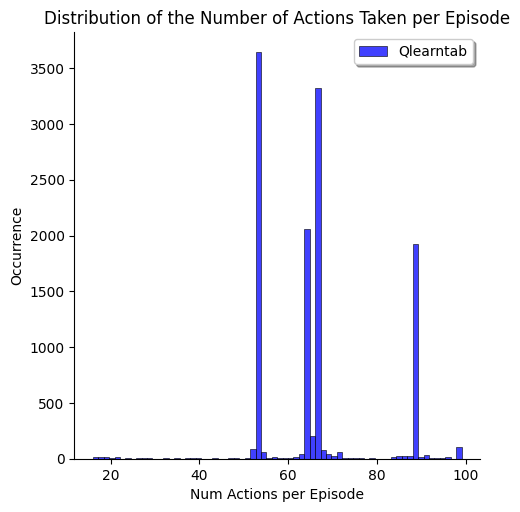 Distribution of the Number of Actions Taken per Episode
Qlearntab
3500
3000
2500
2000
1500
1000
500
0
Occurrence
20 40 60 80 100
Num Actions per Episode